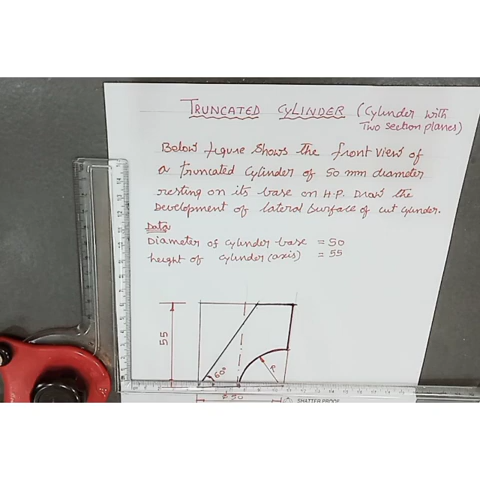 TRUNCATED CYLINDER (Cylinder with
Two section planes)
Below figure shows the front view of
a truncated cylinder of 50 mm diameter
resting on its base on H.P. Draw the
Development of lateral surface of cut cylinder.
Data
Diameter of cylinder base = 50
height of cylinder (axis) = 55
55
60°
R
ϕ50
SHATTER PROOF